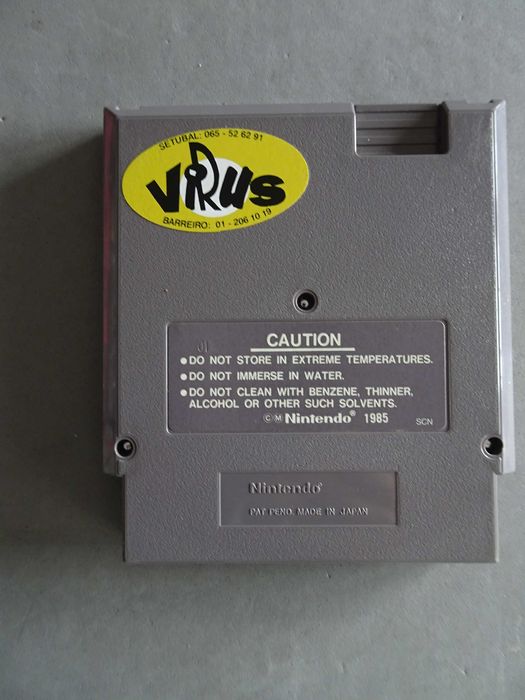 SETUBAL: 065 - 52 62 91
VIRUS
BARREIRO: 01 - 206 10 19
CAUTION
● DO NOT STORE IN EXTREME TEMPERATURES.
● DO NOT IMMERSE IN WATER.
● DO NOT CLEAN WITH BENZENE, THINNER,
ALCOHOL OR OTHER SUCH SOLVENTS.
©Ⓜ Nintendo® 1985 SCN
Nintendo®
PAT PEND. MADE IN JAPAN